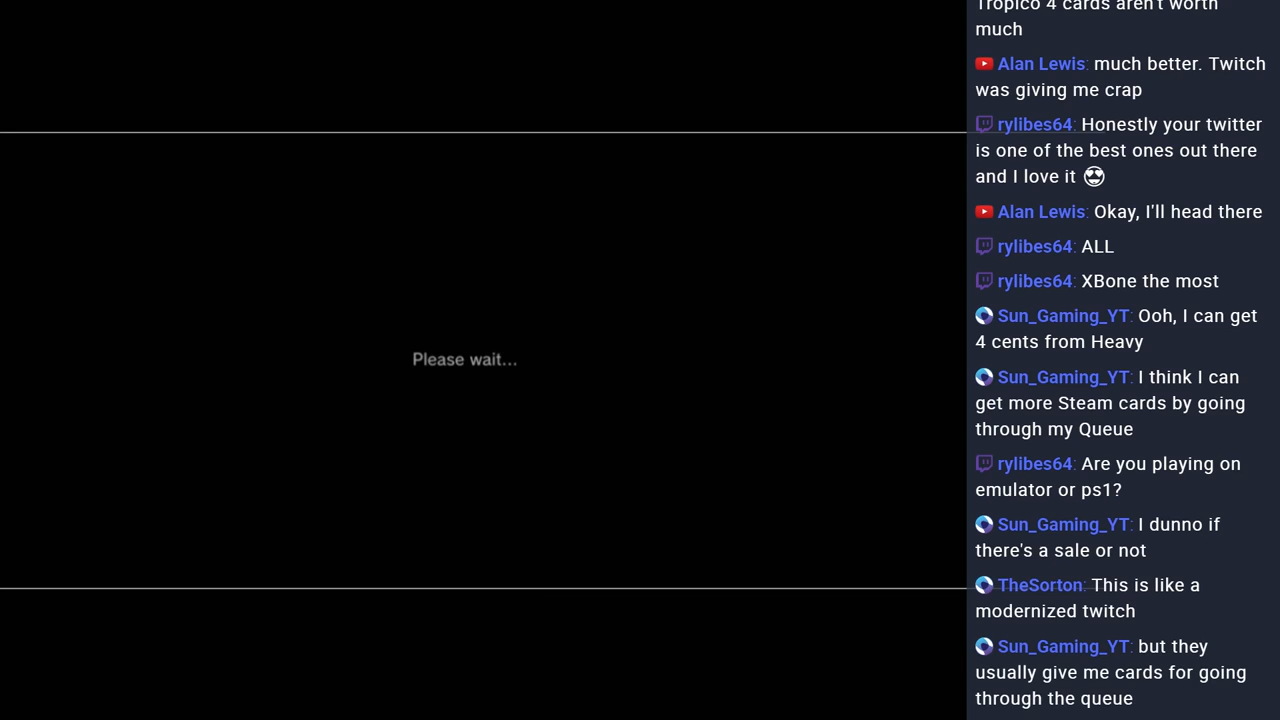 Tropico 4 cards aren't worth
much
Alan Lewis: much better. Twitch
was giving me crap
rylibes64: Honestly your twitter
is one of the best ones out there
and I love it 😍
Alan Lewis: Okay, I'll head there
rylibes64: ALL
rylibes64: XBone the most
Sun_Gaming_YT: Ooh, I can get
4 cents from Heavy
Sun_Gaming_YT: I think I can
get more Steam cards by going
through my Queue
rylibes64: Are you playing on
emulator or ps1?
Sun_Gaming_YT: I dunno if
there's a sale or not
TheSorton: This is like a
modernized twitch
Sun_Gaming_YT: but they
usually give me cards for going
through the queue
Please wait...